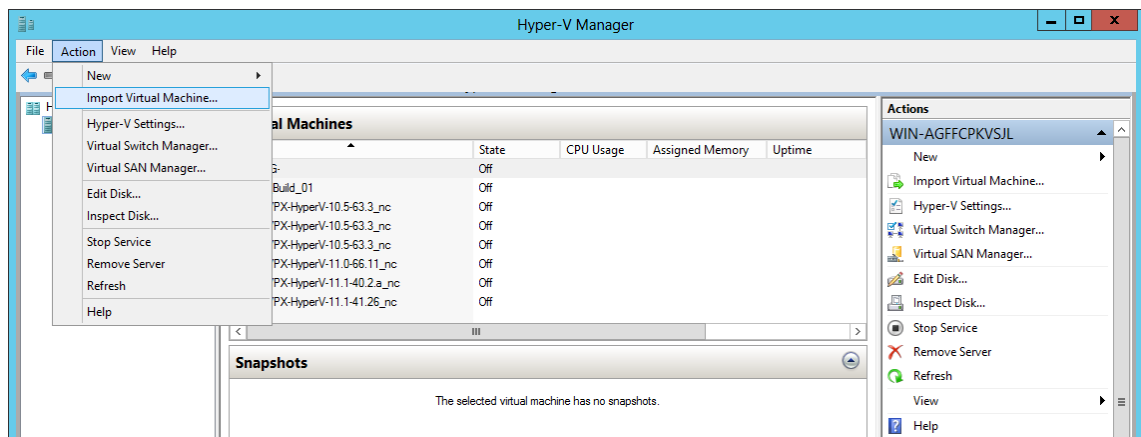 Hyper-V Manager
File Action View Help
New
Import Virtual Machine...
Hyper-V Settings...
Virtual Switch Manager...
Virtual SAN Manager...
Edit Disk...
Inspect Disk...
Stop Service
Remove Server
Refresh
Help
H
al Machines
State CPU Usage Assigned Memory Uptime
G- Off
Build_01 Off
PX-HyperV-10.5-63.3_nc Off
PX-HyperV-10.5-63.3_nc Off
PX-HyperV-10.5-63.3_nc Off
PX-HyperV-11.0-66.11_nc Off
PX-HyperV-11.1-40.2.a_nc Off
PX-HyperV-11.1-41.26_nc Off
Snapshots
The selected virtual machine has no snapshots.
Actions
WIN-AGFFCPKVSJL
New
Import Virtual Machine...
Hyper-V Settings...
Virtual Switch Manager...
Virtual SAN Manager...
Edit Disk...
Inspect Disk...
Stop Service
Remove Server
Refresh
View
Help